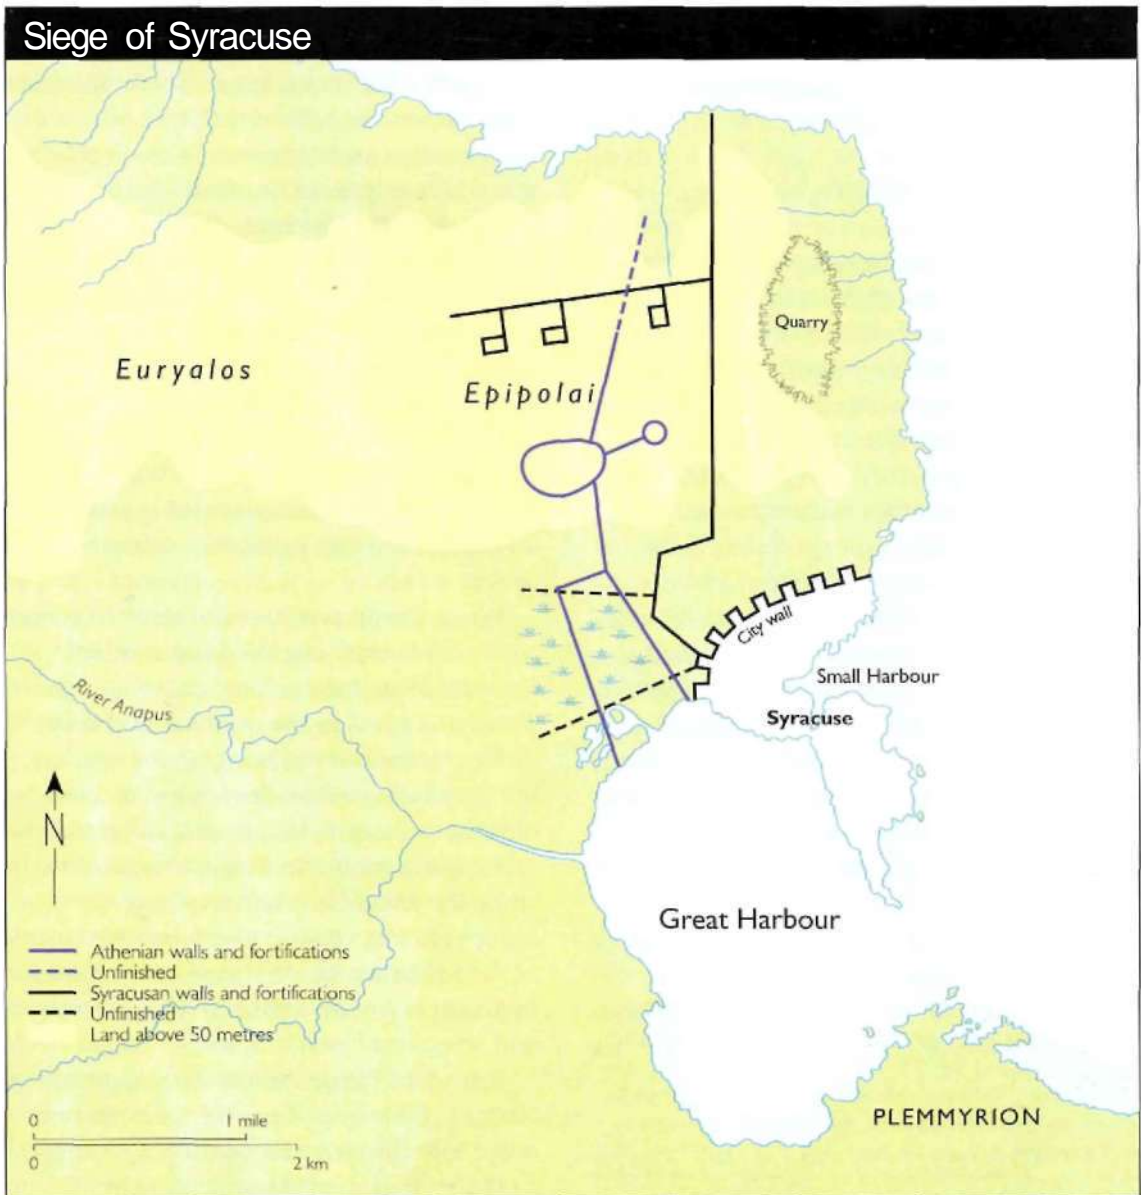 Siege of Syracuse
Quarry
Euryalos
Epipolai
City wall
Small Harbour
River Anapus
Syracuse
N
Great Harbour
Athenian walls and fortifications
Unfinished
Syracusan walls and fortifications
Unfinished
Land above 50 metres
0 1 mile
PLEMMYRION
0 2 km